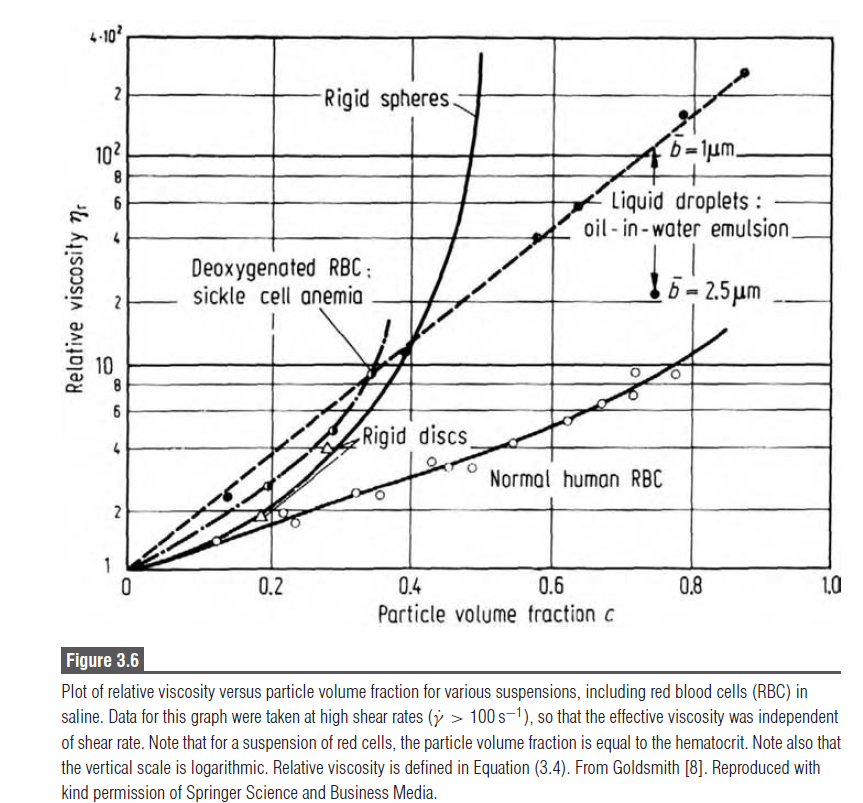 4·10²
2
Rigid spheres
10²
b̄ = 1μm
8
6
Liquid droplets :
oil-in-water emulsion
4
Deoxygenated RBC :
sickle cell anemia
b̄ = 2.5μm
2
Relative viscosity ηᵣ
10
8
6
Rigid discs
4
Normal human RBC
2
1
0
0.2
0.4
0.6
0.8
1.0
Particle volume fraction c
Figure 3.6
Plot of relative viscosity versus particle volume fraction for various suspensions, including red blood cells (RBC) in
saline. Data for this graph were taken at high shear rates (γ̇ > 100 s⁻¹), so that the effective viscosity was independent
of shear rate. Note that for a suspension of red cells, the particle volume fraction is equal to the hematocrit. Note also that
the vertical scale is logarithmic. Relative viscosity is defined in Equation (3.4). From Goldsmith [8]. Reproduced with
kind permission of Springer Science and Business Media.